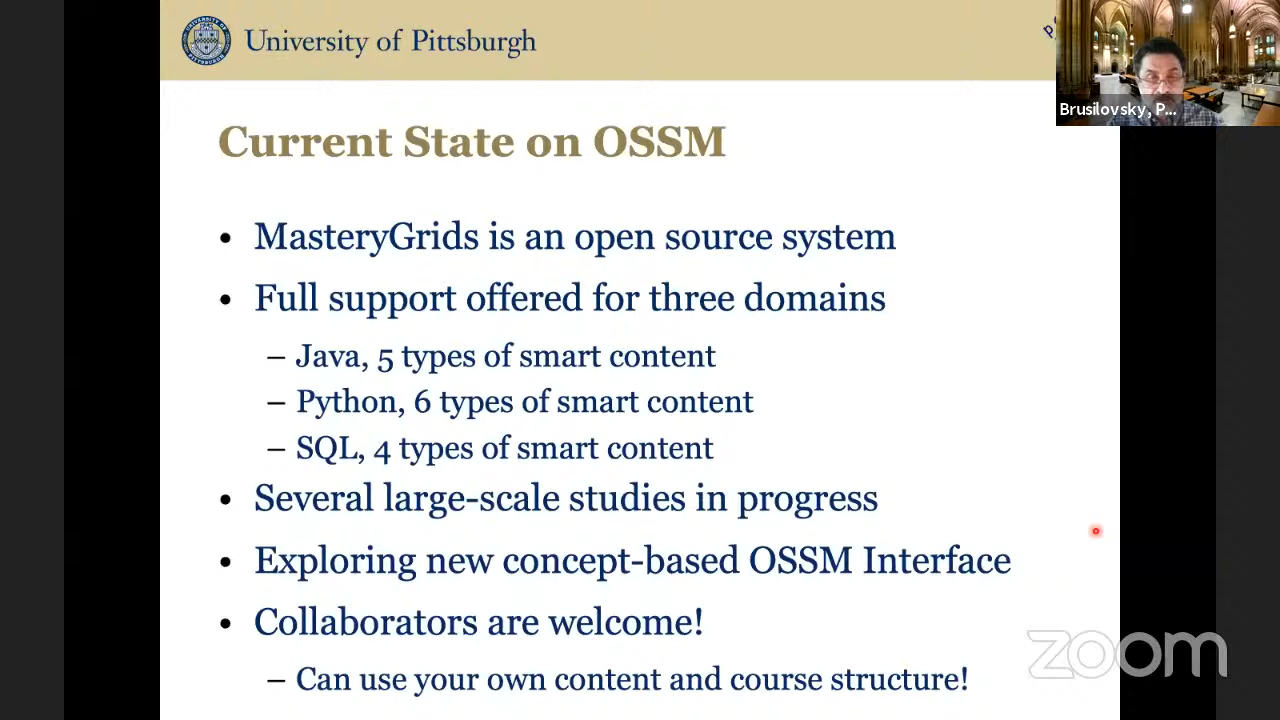 University of Pittsburgh
Brusilovsky, P...
Current State on OSSM
• MasteryGrids is an open source system
• Full support offered for three domains
– Java, 5 types of smart content
– Python, 6 types of smart content
– SQL, 4 types of smart content
• Several large-scale studies in progress
• Exploring new concept-based OSSM Interface
• Collaborators are welcome!
– Can use your own content and course structure!
zoom